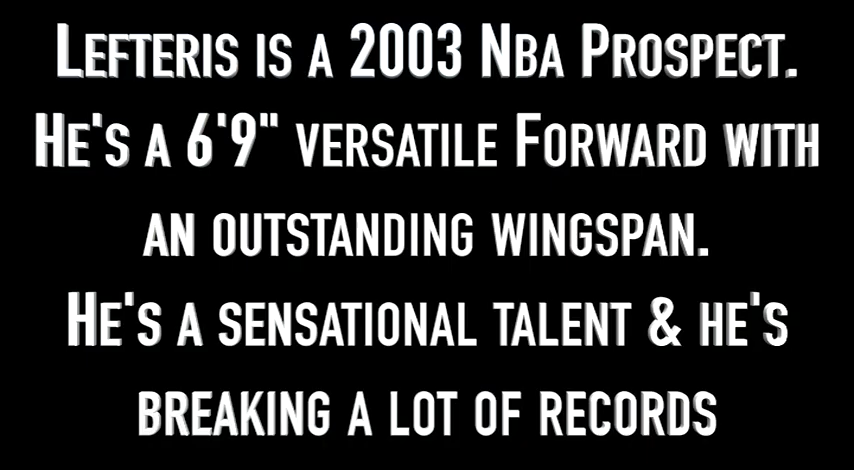 Lefteris is a 2003 Nba Prospect.
He's a 6'9" versatile Forward with
an outstanding wingspan.
He's a sensational talent & he's
breaking a lot of records